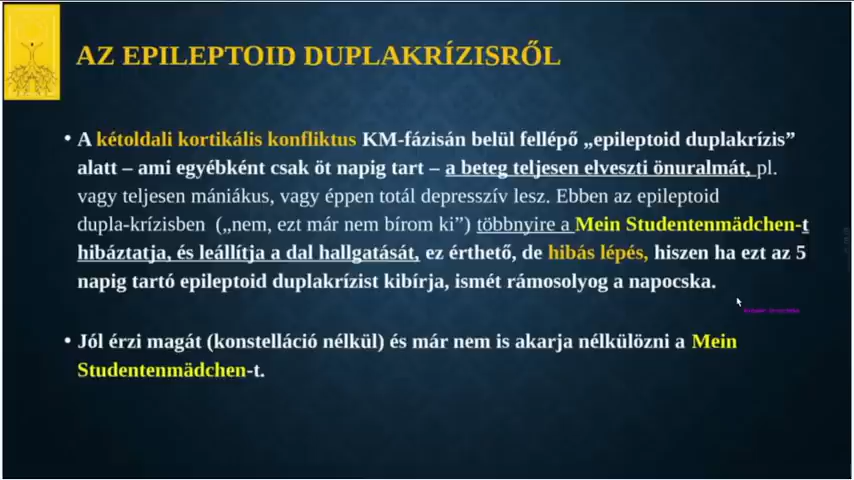 AZ EPILEPTOID DUPLAKRÍZISRŐL
• A kétoldali kortikális konfliktus KM-fázisán belül fellépő „epileptoid duplakrízis”
alatt – ami egyébként csak öt napig tart – a beteg teljesen elveszti önuralmát, pl.
vagy teljesen mániákus, vagy éppen totál depresszív lesz. Ebben az epileptoid
dupla-krízisben („nem, ezt már nem bírom ki”) többnyire a Mein Studentenmädchen-t
hibáztatja, és leállítja a dal hallgatását, ez érthető, de hibás lépés, hiszen ha ezt az 5
napig tartó epileptoid duplakrízist kibírja, ismét rámosolyog a napocska.
• Jól érzi magát (konstelláció nélkül) és már nem is akarja nélkülözni a Mein
Studentenmädchen-t.